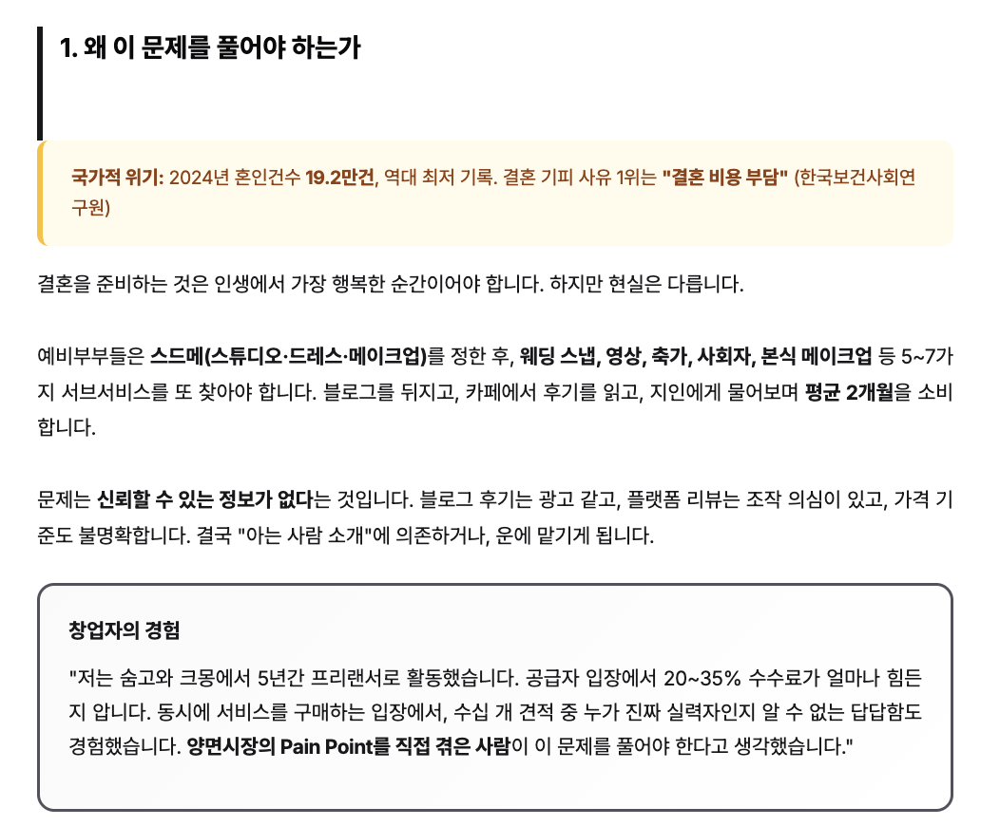 1. 왜 이 문제를 풀어야 하는가
국가적 위기: 2024년 혼인건수 19.2만건, 역대 최저 기록. 결혼 기피 사유 1위는 "결혼 비용 부담" (한국보건사회연
구원)
결혼을 준비하는 것은 인생에서 가장 행복한 순간이어야 합니다. 하지만 현실은 다릅니다.
예비부부들은 스드메(스튜디오·드레스·메이크업)를 정한 후, 웨딩 스냅, 영상, 축가, 사회자, 본식 메이크업 등 5~7가
지 서브서비스를 또 찾아야 합니다. 블로그를 뒤지고, 카페에서 후기를 읽고, 지인에게 물어보며 평균 2개월을 소비
합니다.
문제는 신뢰할 수 있는 정보가 없다는 것입니다. 블로그 후기는 광고 같고, 플랫폼 리뷰는 조작 의심이 있고, 가격 기
준도 불명확합니다. 결국 "아는 사람 소개"에 의존하거나, 운에 맡기게 됩니다.
창업자의 경험
"저는 숨고와 크몽에서 5년간 프리랜서로 활동했습니다. 공급자 입장에서 20~35% 수수료가 얼마나 힘든
지 압니다. 동시에 서비스를 구매하는 입장에서, 수십 개 견적 중 누가 진짜 실력자인지 알 수 없는 답답함도
경험했습니다. 양면시장의 Pain Point를 직접 겪은 사람이 이 문제를 풀어야 한다고 생각했습니다."